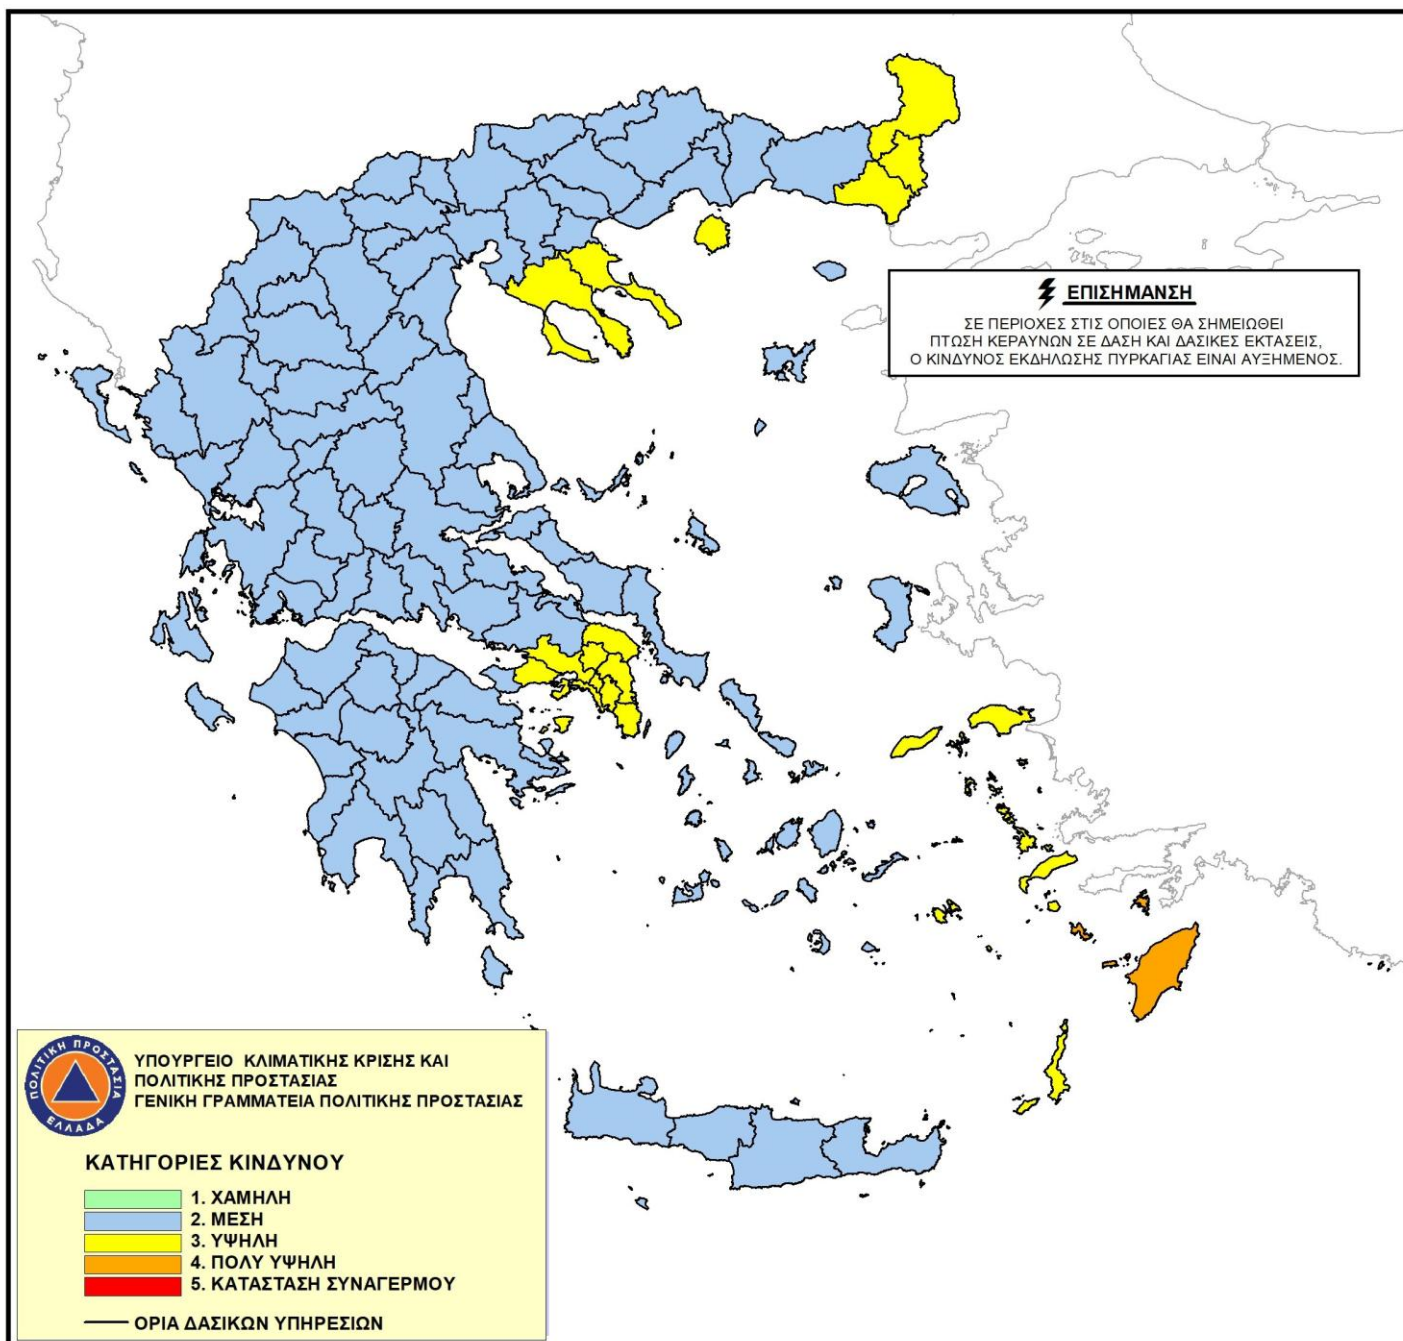 ΕΠΙΣΗΜΑΝΣΗ
ΣΕ ΠΕΡΙΟΧΕΣ ΣΤΙΣ ΟΠΟΙΕΣ ΘΑ ΣΗΜΕΙΩΘΕΙ
ΠΤΩΣΗ ΚΕΡΑΥΝΩΝ ΣΕ ΔΑΣΗ ΚΑΙ ΔΑΣΙΚΕΣ ΕΚΤΑΣΕΙΣ,
Ο ΚΙΝΔΥΝΟΣ ΕΚΔΗΛΩΣΗΣ ΠΥΡΚΑΓΙΑΣ ΕΙΝΑΙ ΑΥΞΗΜΕΝΟΣ.
ΠΟΛΙΤΙΚΗ ΠΡΟΣΤΑΣΙΑ
ΕΛΛΑΔΑ
ΥΠΟΥΡΓΕΙΟ ΚΛΙΜΑΤΙΚΗΣ ΚΡΙΣΗΣ ΚΑΙ
ΠΟΛΙΤΙΚΗΣ ΠΡΟΣΤΑΣΙΑΣ
ΓΕΝΙΚΗ ΓΡΑΜΜΑΤΕΙΑ ΠΟΛΙΤΙΚΗΣ ΠΡΟΣΤΑΣΙΑΣ
ΚΑΤΗΓΟΡΙΕΣ ΚΙΝΔΥΝΟΥ
1. ΧΑΜΗΛΗ
2. ΜΕΣΗ
3. ΥΨΗΛΗ
4. ΠΟΛΥ ΥΨΗΛΗ
5. ΚΑΤΑΣΤΑΣΗ ΣΥΝΑΓΕΡΜΟΥ
ΟΡΙΑ ΔΑΣΙΚΩΝ ΥΠΗΡΕΣΙΩΝ